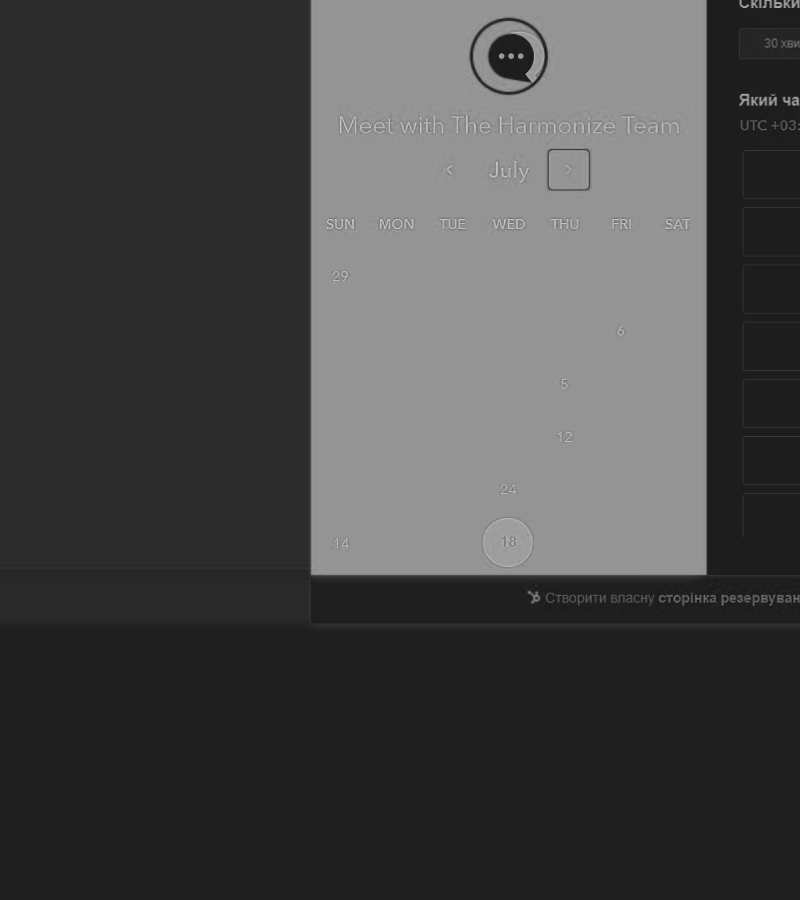 Скільки
30 хви
Meet with The Harmonize Team
Який ча
UTC +03:
July
SUN MON TUE WED THU FRI SAT
29
6
5
12
24
14 18
Створити власну сторінка резервуван